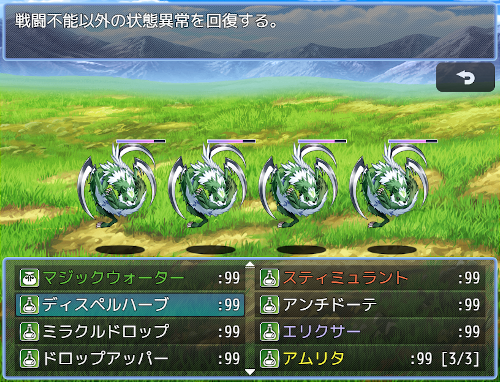 戦闘不能以外の状態異常を回復する。
マジックウォーター :99 スティミュラント :99
ディスペルハーブ :99 アンチドーテ :99
ミラクルドロップ :99 エリクサー :99
ドロップアッパー :99 アムリタ :99 [3/3]